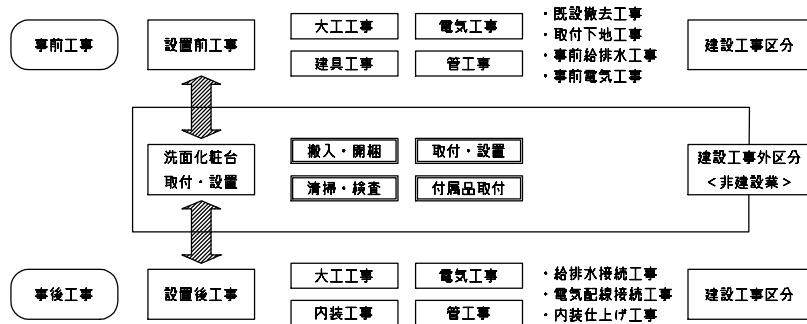 事前工事
設置前工事
大工工事
電気工事
建具工事
管工事
・既設撤去工事
・取付下地工事
・事前給排水工事
・事前電気工事
建設工事区分
洗面化粧台
取付・設置
搬入・開梱
取付・設置
清掃・検査
付属品取付
建設工事外区分
<非建設業>
事後工事
設置後工事
大工工事
電気工事
内装工事
管工事
・給排水接続工事
・電気配線接続工事
・内装仕上げ工事
建設工事区分